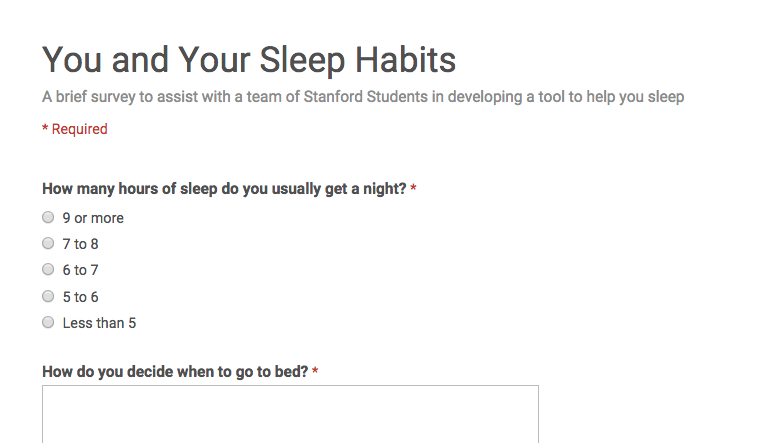 You and Your Sleep Habits
A brief survey to assist with a team of Stanford Students in developing a tool to help you sleep
* Required
How many hours of sleep do you usually get a night? *
9 or more
7 to 8
6 to 7
5 to 6
Less than 5
How do you decide when to go to bed? *